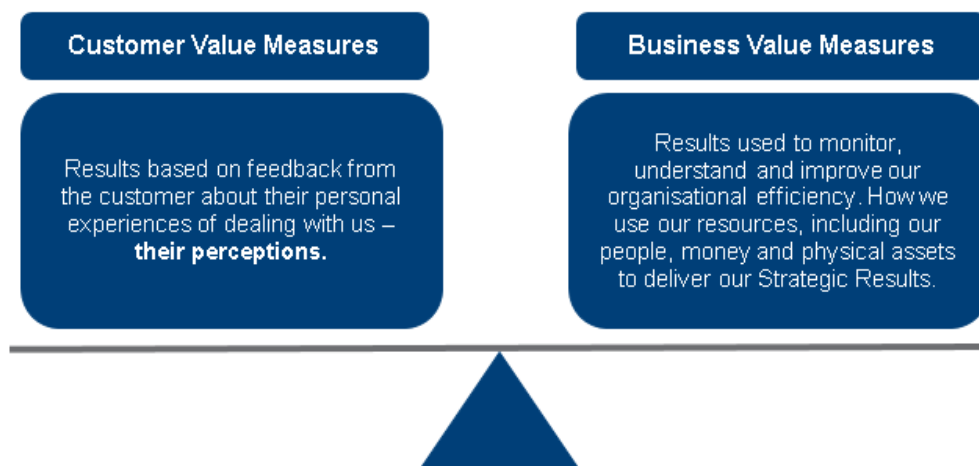 Customer Value Measures
Results based on feedback from
the customer about their personal
experiences of dealing with us –
their perceptions.
Business Value Measures
Results used to monitor,
understand and improve our
organisational efficiency. How we
use our resources, including our
people, money and physical assets
to deliver our Strategic Results.